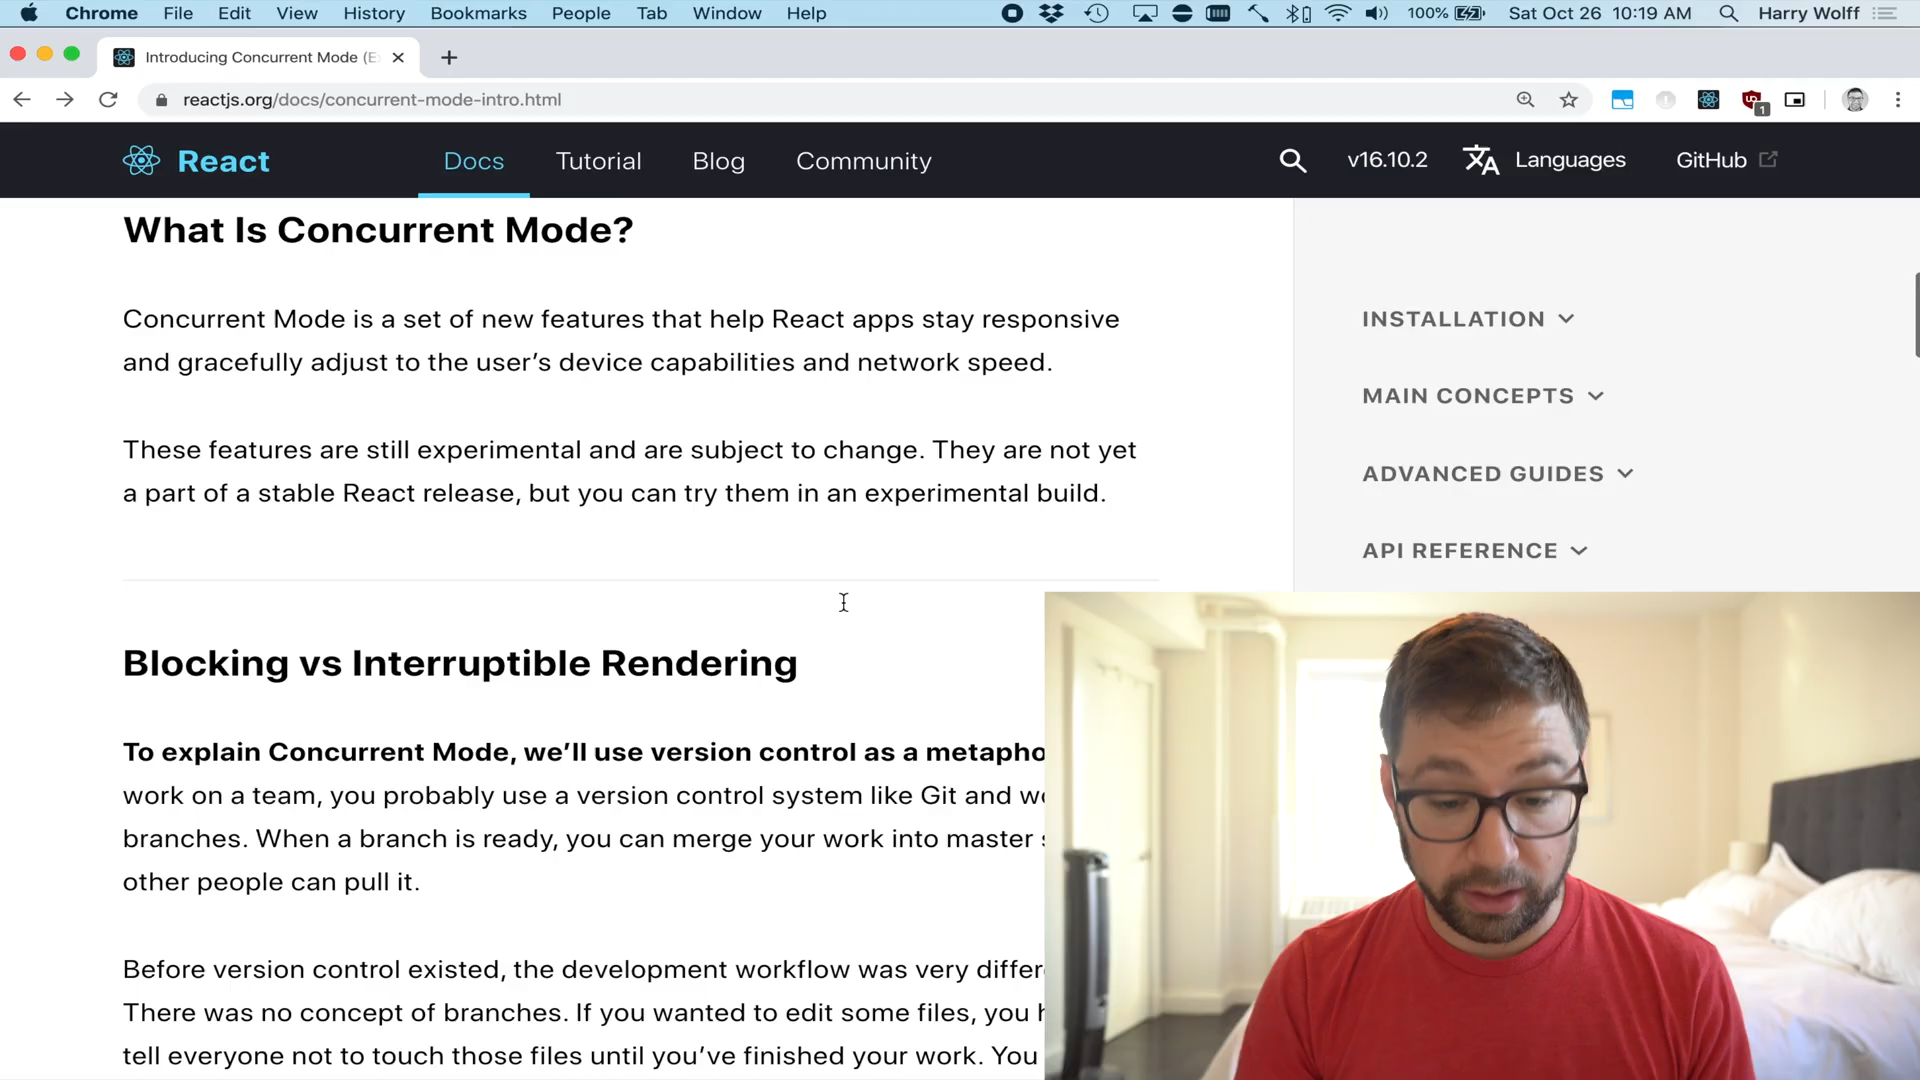 Chrome File Edit View History Bookmarks People Tab Window Help 100% Sat Oct 26 10:19 AM Harry Wolff
Introducing Concurrent Mode (E
reactjs.org/docs/concurrent-mode-intro.html
1
React Docs Tutorial Blog Community v16.10.2 Languages GitHub
What Is Concurrent Mode?
Concurrent Mode is a set of new features that help React apps stay responsive
and gracefully adjust to the user’s device capabilities and network speed.
These features are still experimental and are subject to change. They are not yet
a part of a stable React release, but you can try them in an experimental build.
INSTALLATION
MAIN CONCEPTS
ADVANCED GUIDES
API REFERENCE
Blocking vs Interruptible Rendering
To explain Concurrent Mode, we’ll use version control as a metapho
work on a team, you probably use a version control system like Git and wo
branches. When a branch is ready, you can merge your work into master s
other people can pull it.
Before version control existed, the development workflow was very differe
There was no concept of branches. If you wanted to edit some files, you h
tell everyone not to touch those files until you’ve finished your work. You